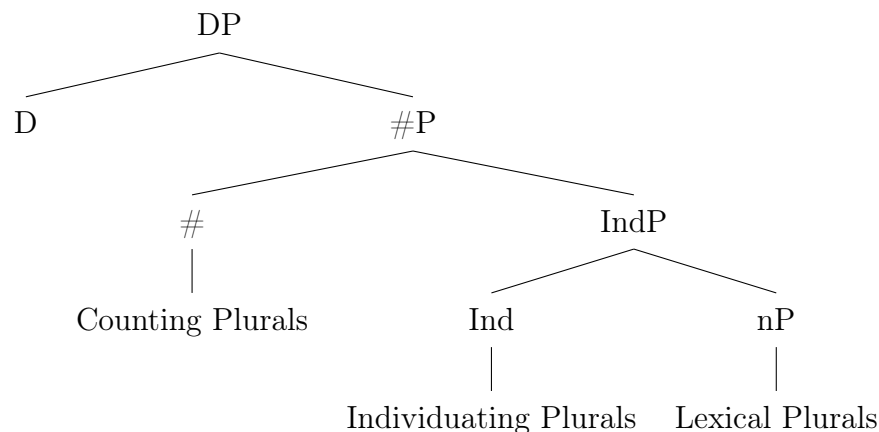 DP
D #P
# IndP
Counting Plurals Ind nP
Individuating Plurals Lexical Plurals